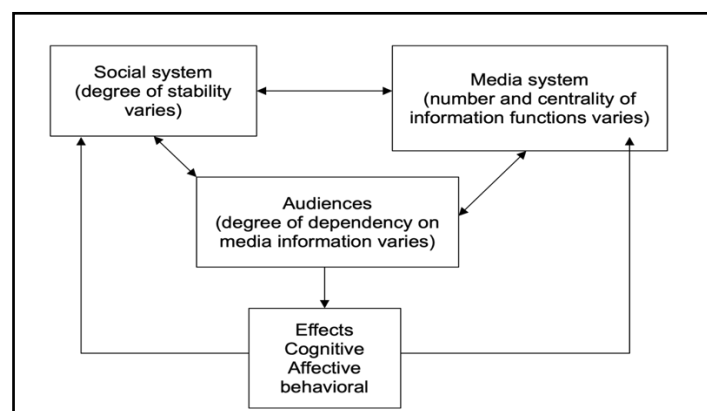 Social system
(degree of stability
varies)
Media system
(number and centrality of
information functions varies)
Audiences
(degree of dependency on
media information varies)
Effects
Cognitive
Affective
behavioral